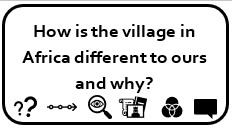 How is the village in
Africa different to ours
and why?
??